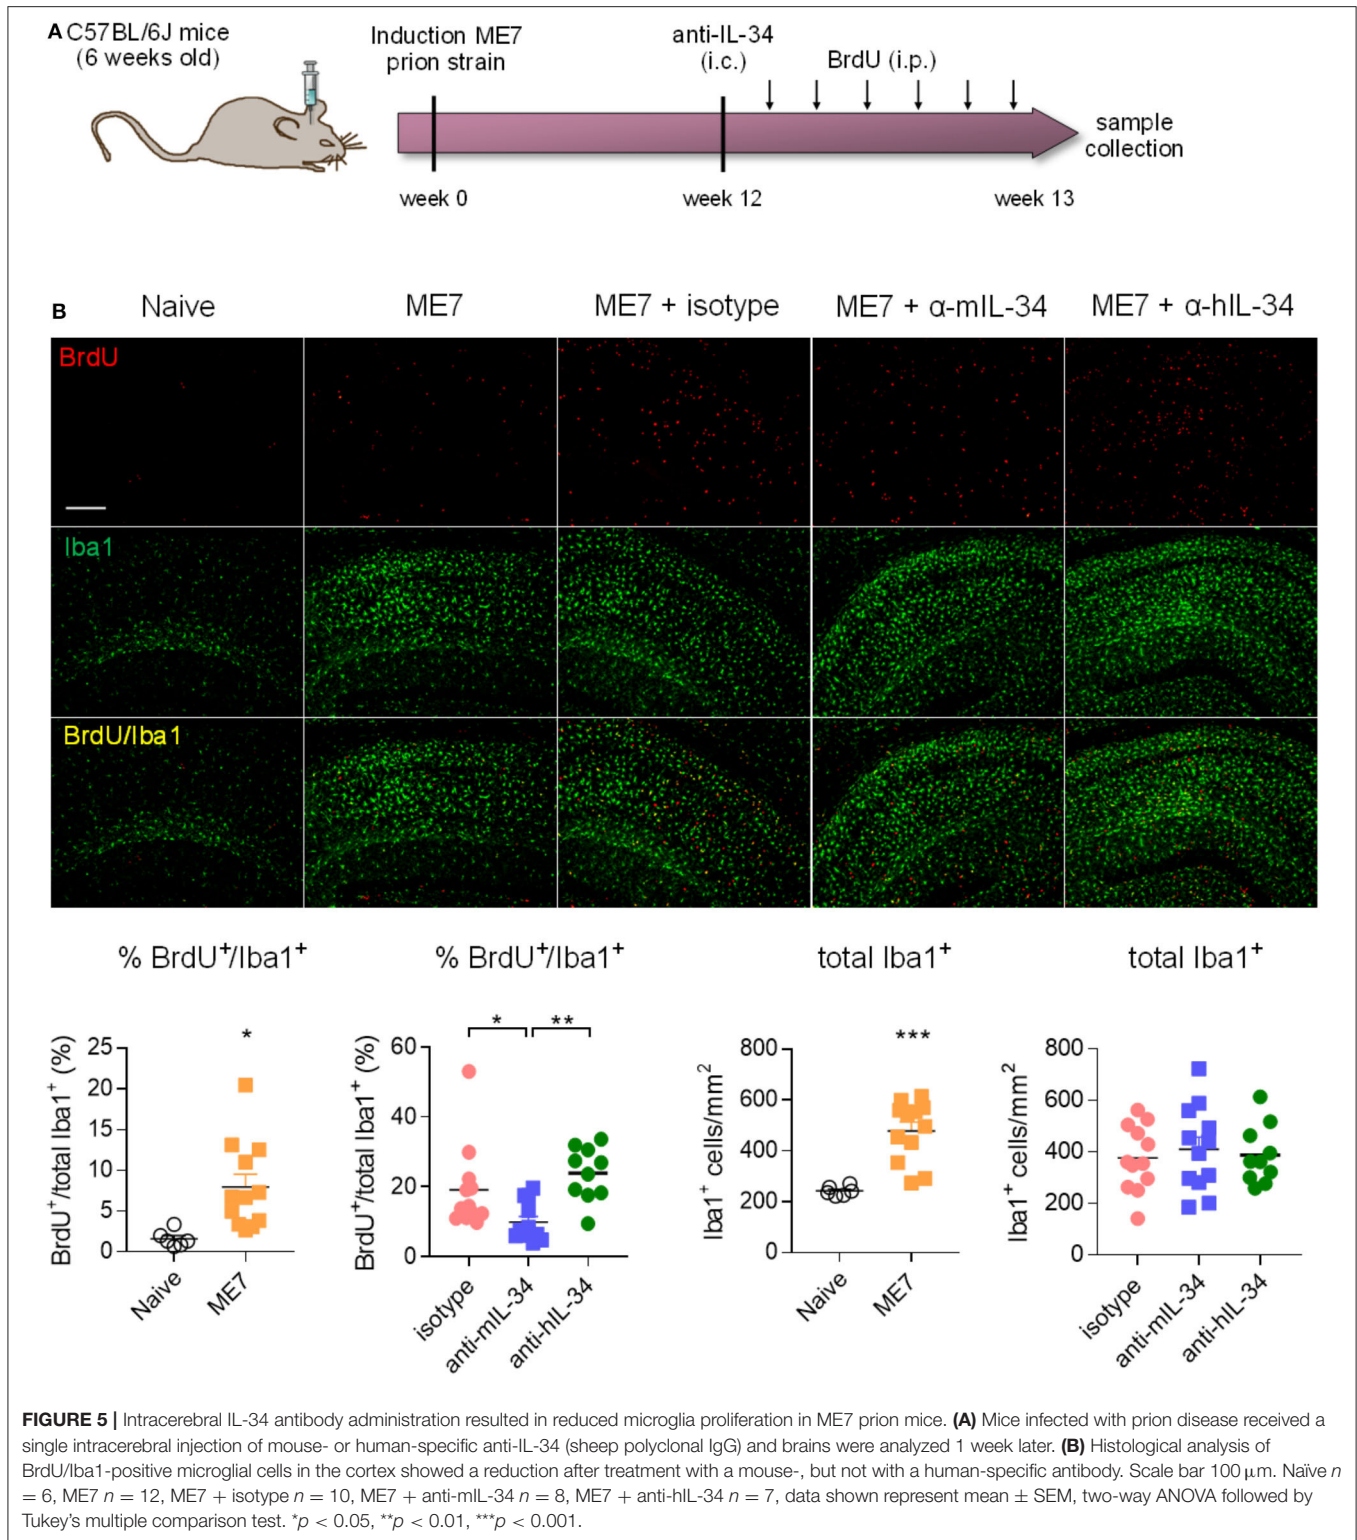 A C57BL/6J mice
(6 weeks old)
Induction ME7
prion strain
anti-IL-34
(i.c.)
BrdU (i.p.)
sample
collection
week 0
week 12
week 13
B
Naive
ME7
ME7 + isotype
ME7 + α-mIL-34
ME7 + α-hIL-34
BrdU
Iba1
BrdU/Iba1
% BrdU⁺/Iba1⁺
BrdU⁺/total Iba1⁺ (%)
25
20
15
10
5
0
*
Naive
ME7
% BrdU⁺/Iba1⁺
BrdU⁺/total Iba1⁺ (%)
60
40
20
0
*
**
isotype
anti-mIL-34
anti-hIL-34
total Iba1⁺
Iba1⁺ cells/mm²
800
600
400
200
0
***
Naive
ME7
total Iba1⁺
Iba1⁺ cells/mm²
800
600
400
200
0
isotype
anti-mIL-34
anti-hIL-34
FIGURE 5 | Intracerebral IL-34 antibody administration resulted in reduced microglia proliferation in ME7 prion mice. (A) Mice infected with prion disease received a
single intracerebral injection of mouse- or human-specific anti-IL-34 (sheep polyclonal IgG) and brains were analyzed 1 week later. (B) Histological analysis of
BrdU/Iba1-positive microglial cells in the cortex showed a reduction after treatment with a mouse-, but not with a human-specific antibody. Scale bar 100 μm. Naïve n
= 6, ME7 n = 12, ME7 + isotype n = 10, ME7 + anti-mIL-34 n = 8, ME7 + anti-hIL-34 n = 7, data shown represent mean ± SEM, two-way ANOVA followed by
Tukey's multiple comparison test. *p < 0.05, **p < 0.01, ***p < 0.001.